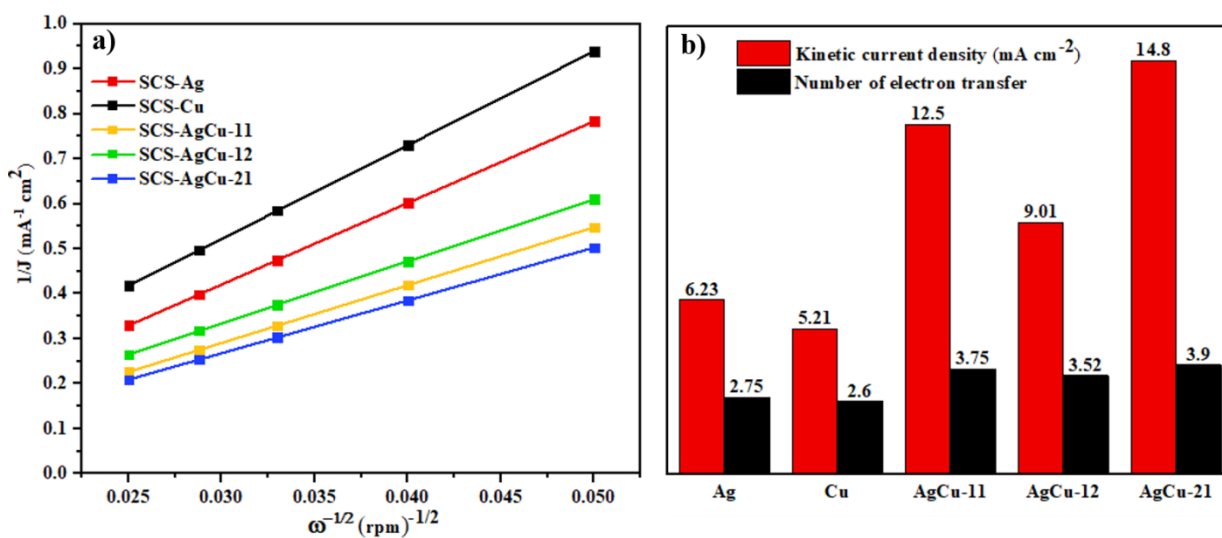 a)
SCS-Ag
SCS-Cu
SCS-AgCu-11
SCS-AgCu-12
SCS-AgCu-21
1/J (mA⁻¹ cm²)
1.0
0.9
0.8
0.7
0.6
0.5
0.4
0.3
0.2
0.1
0.0
0.025 0.030 0.035 0.040 0.045 0.050
ω⁻¹/² (rpm)⁻¹/²
b)
Kinetic current density (mA cm⁻²)
Number of electron transfer
6.23
2.75
5.21
2.6
12.5
3.75
9.01
3.52
14.8
3.9
Ag Cu AgCu-11 AgCu-12 AgCu-21